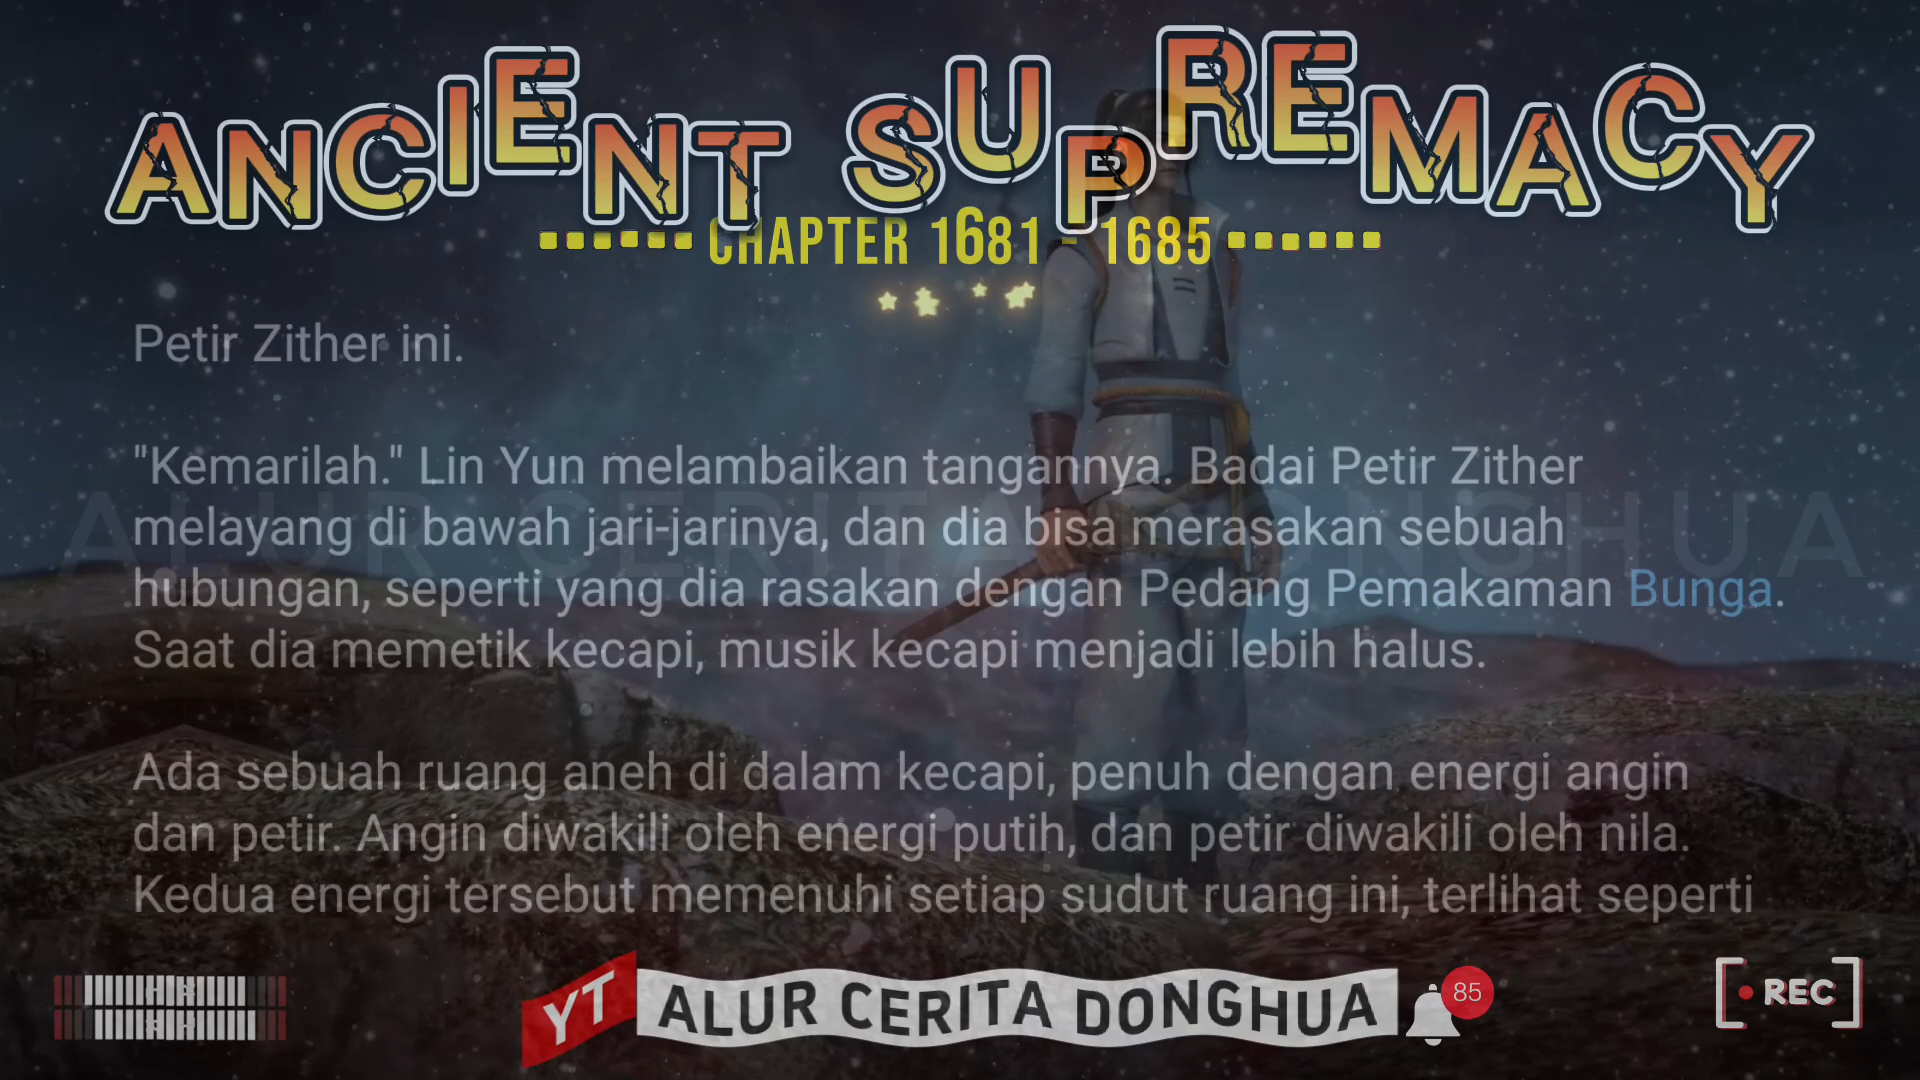 ANCIENT SUPREMACY
CHAPTER 1681 - 1685
Petir Zither ini.
"Kemarilah." Lin Yun melambaikan tangannya. Badai Petir Zither
ALUR CERITA DONGHUA
melayang di bawah jari-jarinya, dan dia bisa merasakan sebuah
hubungan, seperti yang dia rasakan dengan Pedang Pemakaman Bunga.
Saat dia memetik kecapi, musik kecapi menjadi lebih halus.
Ada sebuah ruang aneh di dalam kecapi, penuh dengan energi angin
dan petir. Angin diwakili oleh energi putih, dan petir diwakili oleh nila.
Kedua energi tersebut memenuhi setiap sudut ruang ini, terlihat seperti
YT ALUR CERITA DONGHUA 85
REC